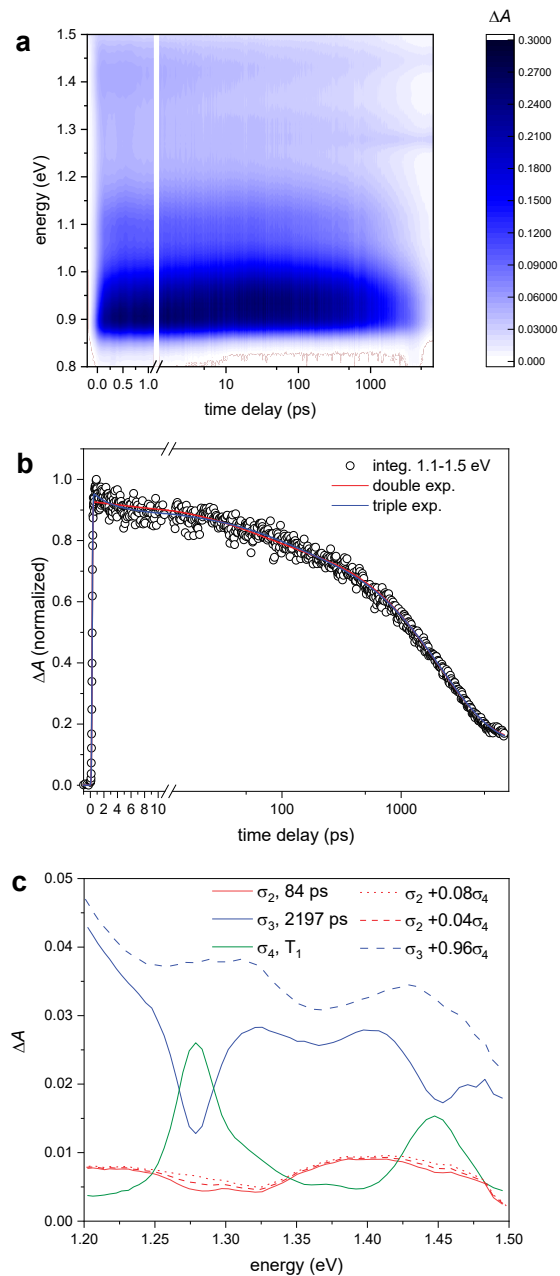 a
ΔA
1.5
1.4
1.3
1.2
1.1
1.0
0.9
0.8
energy (eV)
0.0 0.5 1.0 10 100 1000
time delay (ps)
0.3000
0.2700
0.2400
0.2100
0.1800
0.1500
0.1200
0.09000
0.06000
0.03000
0.000
b
1.0
0.8
0.6
0.4
0.2
0.0
ΔA (normalized)
integ. 1.1-1.5 eV
double exp.
triple exp.
0 2 4 6 8 10 100 1000
time delay (ps)
c
0.05
0.04
0.03
0.02
0.01
0.00
ΔA
σ2, 84 ps
σ3, 2197 ps
σ4, T1
σ2 +0.08σ4
σ2 +0.04σ4
σ3 +0.96σ4
1.20 1.25 1.30 1.35 1.40 1.45 1.50
energy (eV)